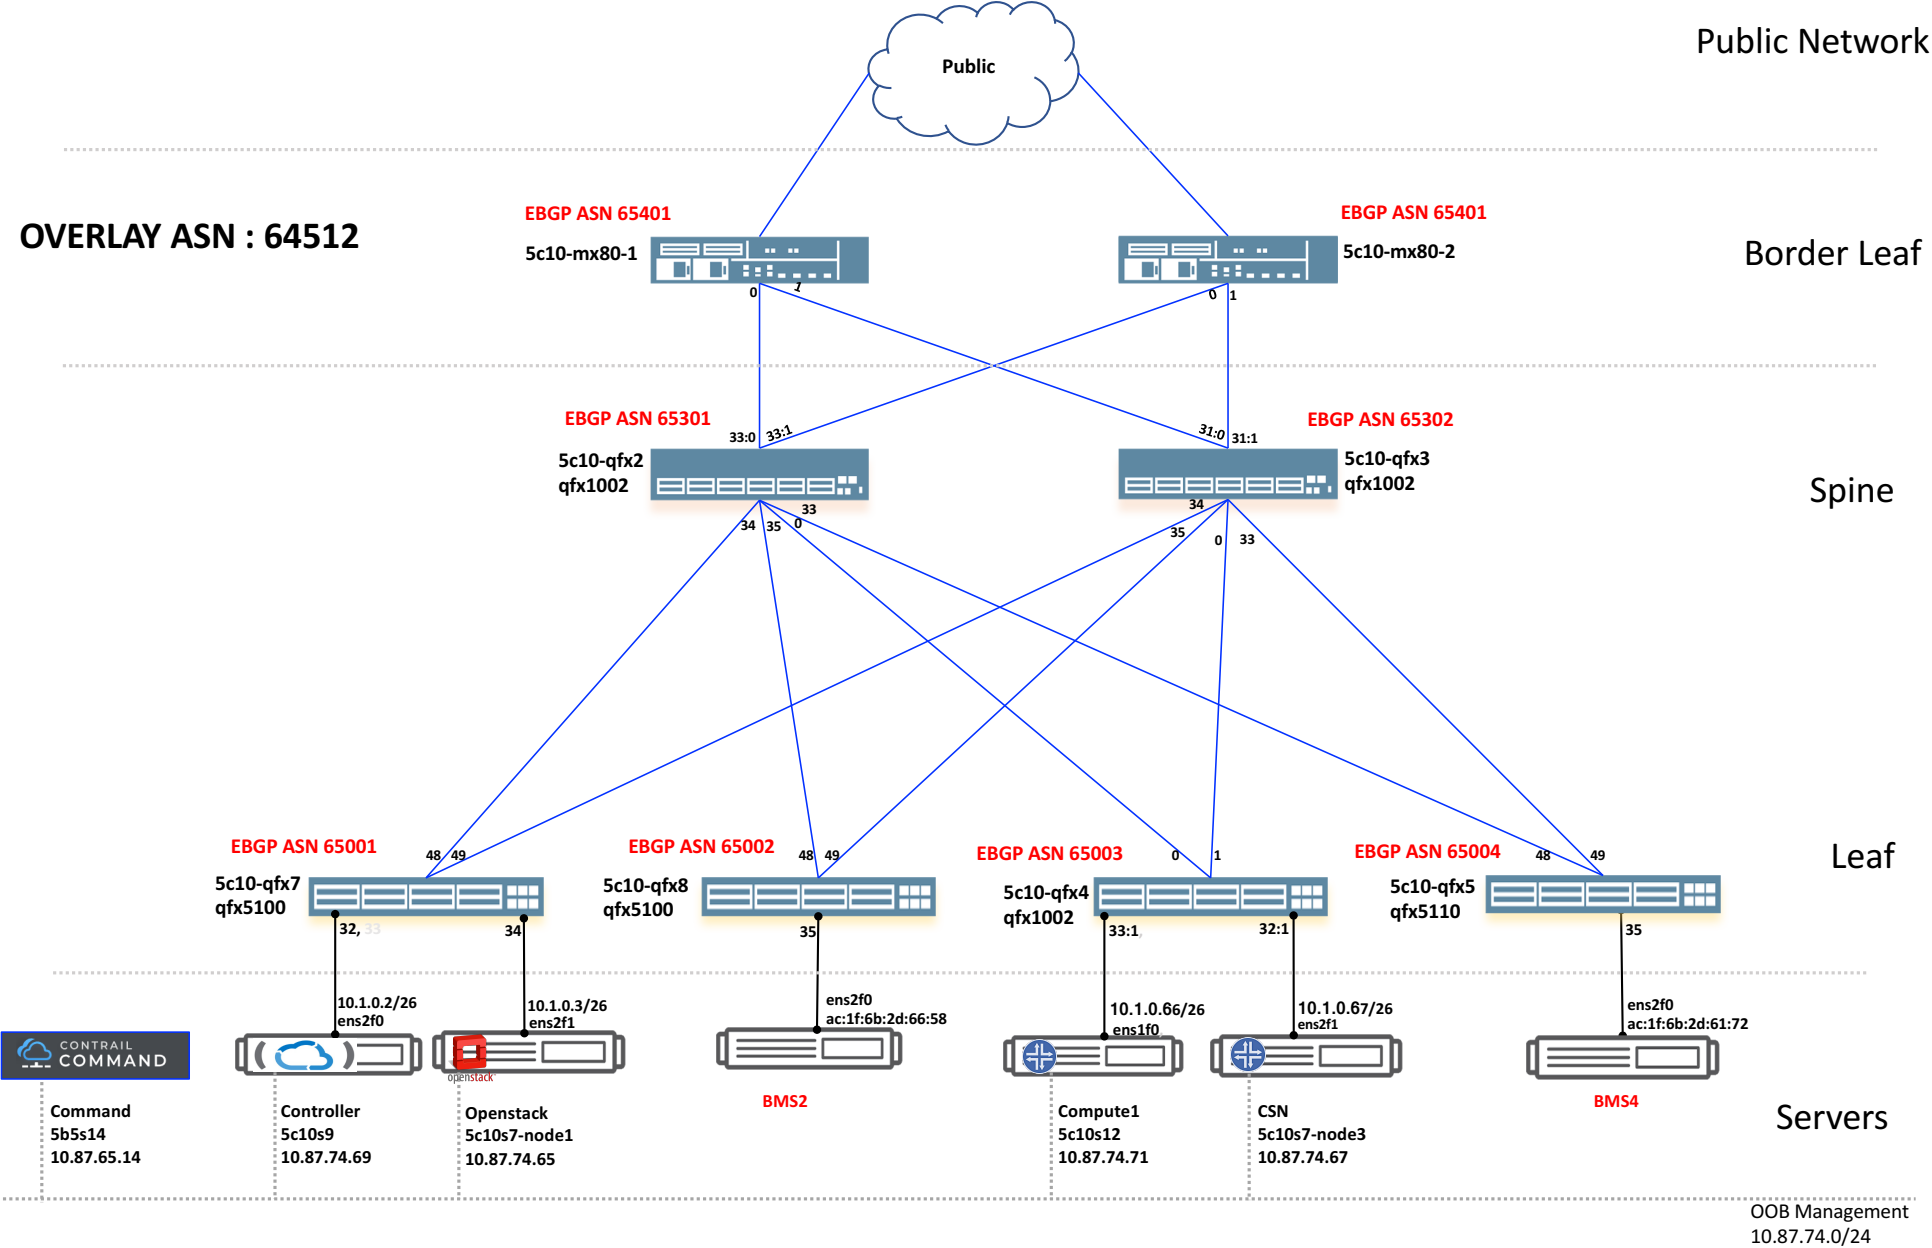 Public Network
Public
EBGP ASN 65401
EBGP ASN 65401
OVERLAY ASN : 64512
5c10-mx80-1
5c10-mx80-2
Border Leaf
0
1
0
1
EBGP ASN 65301
EBGP ASN 65302
33:0
33:1
31:0
31:1
5c10-qfx2
qfx1002
5c10-qfx3
qfx1002
Spine
34
35
0
33
34
35
0
33
EBGP ASN 65001
EBGP ASN 65002
EBGP ASN 65003
EBGP ASN 65004
Leaf
48
49
48
49
0
1
48
49
5c10-qfx7
qfx5100
5c10-qfx8
qfx5100
5c10-qfx4
qfx1002
5c10-qfx5
qfx5110
32, 33
34
35
33:1,
32:1
35
10.1.0.2/26
ens2f0
10.1.0.3/26
ens2f1
ens2f0
ac:1f:6b:2d:66:58
10.1.0.66/26
ens1f0
10.1.0.67/26
ens2f1
ens2f0
ac:1f:6b:2d:61:72
CONTRAIL
COMMAND
openstack
BMS2
BMS4
Command
5b5s14
10.87.65.14
Controller
5c10s9
10.87.74.69
Openstack
5c10s7-node1
10.87.74.65
Compute1
5c10s12
10.87.74.71
CSN
5c10s7-node3
10.87.74.67
Servers
OOB Management
10.87.74.0/24